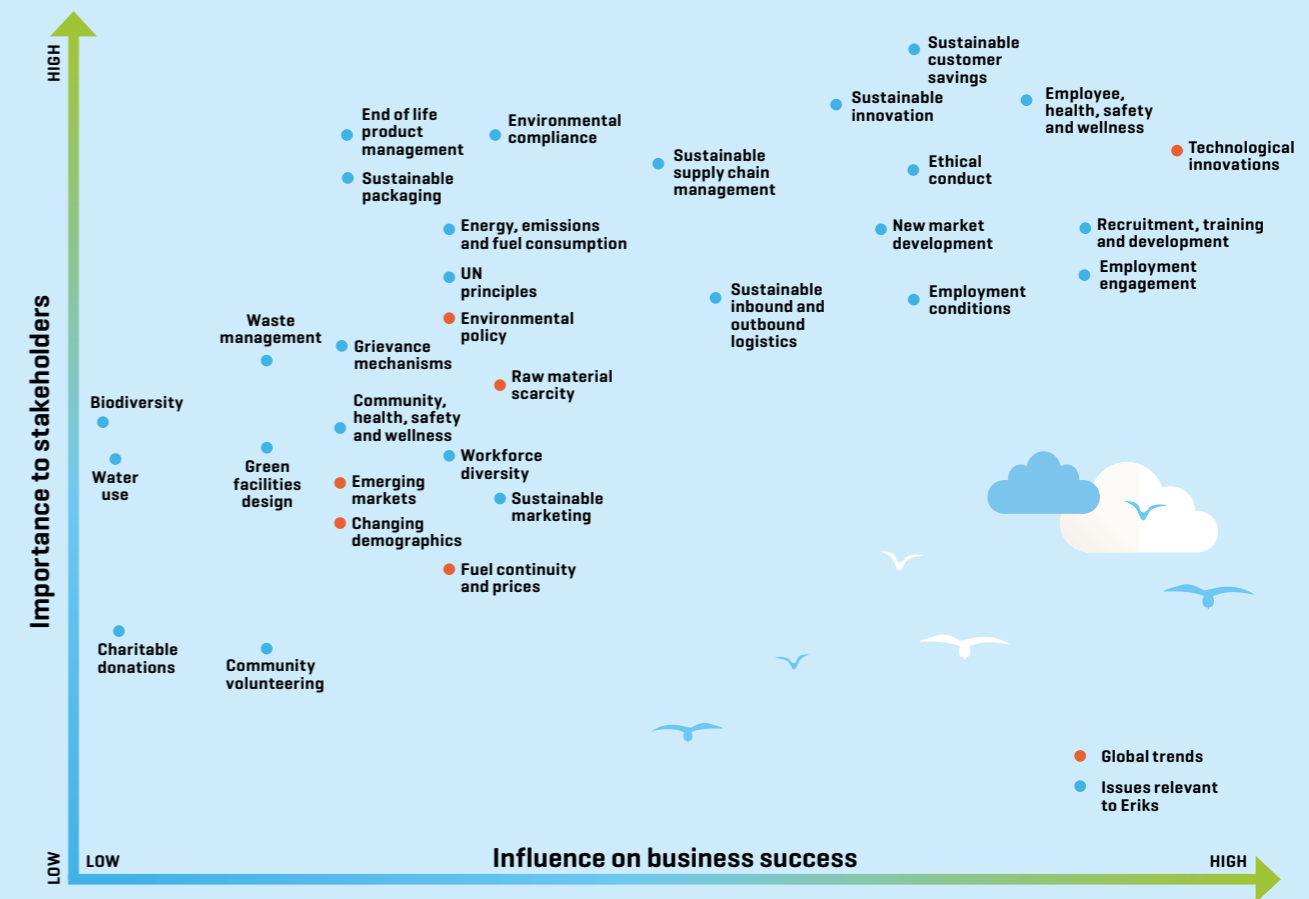 HIGH
Sustainable
customer
savings
Sustainable
innovation
Employee,
health, safety
and wellness
End of life
product
management
Environmental
compliance
Technological
innovations
Sustainable
supply chain
management
Ethical
conduct
Sustainable
packaging
Energy, emissions
and fuel consumption
New market
development
Recruitment, training
and development
UN
principles
Employment
engagement
Sustainable
inbound and
outbound
logistics
Employment
conditions
Environmental
policy
Waste
management
Grievance
mechanisms
Raw material
scarcity
Biodiversity
Community,
health, safety
and wellness
Water
use
Green
facilities
design
Workforce
diversity
Emerging
markets
Sustainable
marketing
Changing
demographics
Fuel continuity
and prices
Charitable
donations
Community
volunteering
Importance to stakeholders
Global trends
Issues relevant
to Eriks
LOW
LOW
Influence on business success
HIGH